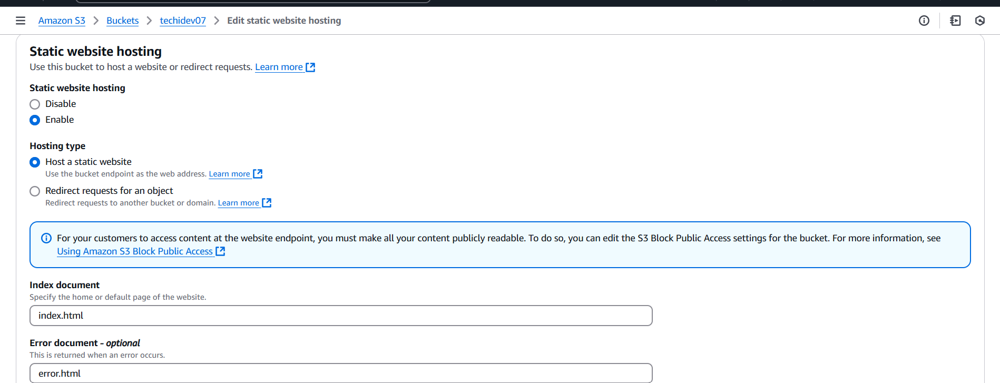 Amazon S3 > Buckets > techidev07 > Edit static website hosting
Static website hosting
Use this bucket to host a website or redirect requests. Learn more
Static website hosting
Disable
Enable
Hosting type
Host a static website
Use the bucket endpoint as the web address. Learn more
Redirect requests for an object
Redirect requests to another bucket or domain. Learn more
For your customers to access content at the website endpoint, you must make all your content publicly readable. To do so, you can edit the S3 Block Public Access settings for the bucket. For more information, see
Using Amazon S3 Block Public Access
Index document
Specify the home or default page of the website.
index.html
Error document - optional
This is returned when an error occurs.
error.html